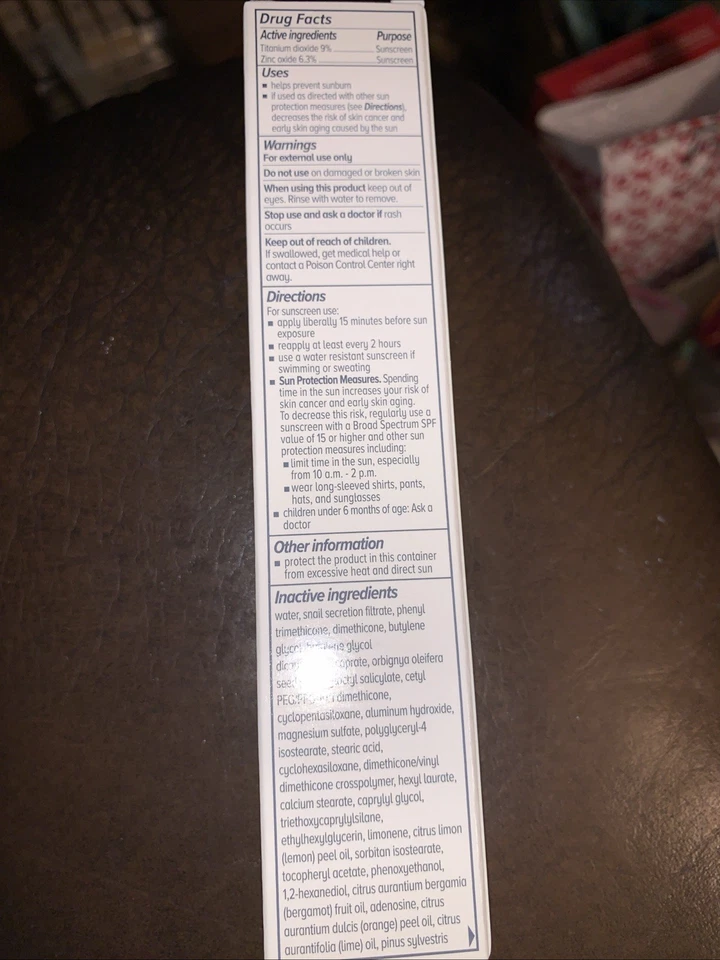 Drug Facts
Active ingredients Purpose
Titanium dioxide 9% Sunscreen
Zinc oxide 6.3% Sunscreen
Uses
▪ helps prevent sunburn
▪ if used as directed with other sun
protection measures (see Directions),
decreases the risk of skin cancer and
early skin aging caused by the sun
Warnings
For external use only
Do not use on damaged or broken skin
When using this product keep out of
eyes. Rinse with water to remove.
Stop use and ask a doctor if rash
occurs
Keep out of reach of children.
If swallowed, get medical help or
contact a Poison Control Center right
away.
Directions
For sunscreen use:
▪ apply liberally 15 minutes before sun
exposure
▪ reapply at least every 2 hours
▪ use a water resistant sunscreen if
swimming or sweating
▪ Sun Protection Measures. Spending
time in the sun increases your risk of
skin cancer and early skin aging.
To decrease this risk, regularly use a
sunscreen with a Broad Spectrum SPF
value of 15 or higher and other sun
protection measures including:
▪ limit time in the sun, especially
from 10 a.m. - 2 p.m.
▪ wear long-sleeved shirts, pants,
hats, and sunglasses
▪ children under 6 months of age: Ask a
doctor
Other information
▪ protect the product in this container
from excessive heat and direct sun
Inactive ingredients
water, snail secretion filtrate, phenyl
trimethicone, dimethicone, butylene
glycol
orbignya oleifera
salicylate, cetyl
dimethicone,
cyclopentasiloxane, aluminum hydroxide,
magnesium sulfate, polyglyceryl-4
isostearate, stearic acid,
cyclohexasiloxane, dimethicone/vinyl
dimethicone crosspolymer, hexyl laurate,
calcium stearate, caprylyl glycol,
triethoxycaprylylsilane,
ethylhexylglycerin, limonene, citrus limon
(lemon) peel oil, sorbitan isostearate,
tocopheryl acetate, phenoxyethanol,
1,2-hexanediol, citrus aurantium bergamia
(bergamot) fruit oil, adenosine, citrus
aurantium dulcis (orange) peel oil, citrus
aurantifolia (lime) oil, pinus sylvestris